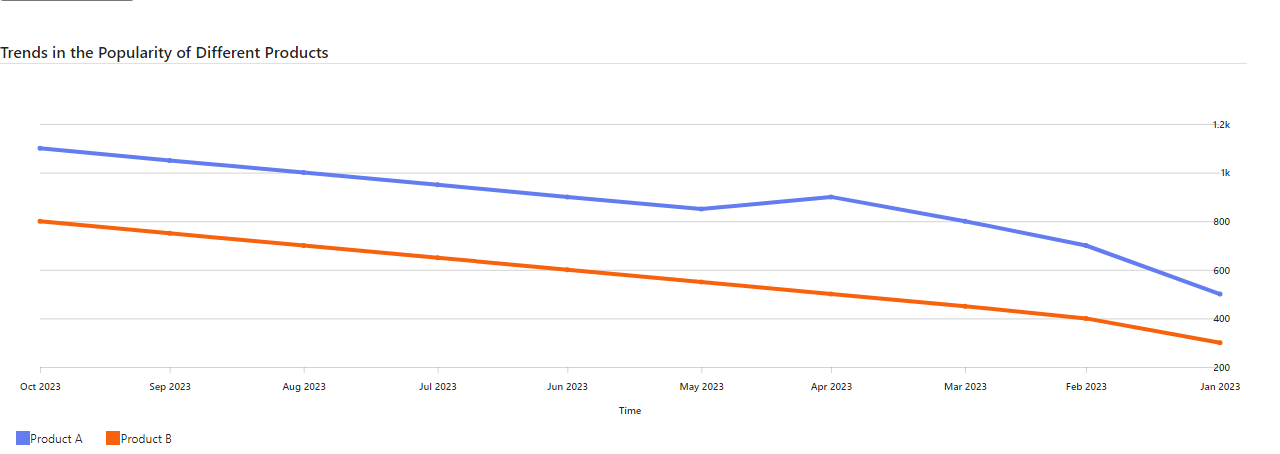 Trends in the Popularity of Different Products
1.2k
1k
800
600
400
200
Oct 2023 Sep 2023 Aug 2023 Jul 2023 Jun 2023 May 2023 Apr 2023 Mar 2023 Feb 2023 Jan 2023
Time
Product A Product B